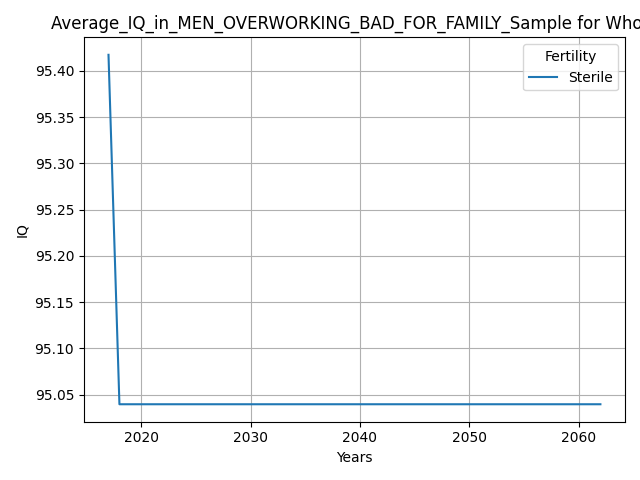 Average_IQ_in_MEN_OVERWORKING_BAD_FOR_FAMILY_Sample for Who
Fertility
Sterile
95.40
95.35
95.30
95.25
95.20
95.15
95.10
95.05
IQ
2020 2030 2040 2050 2060
Years